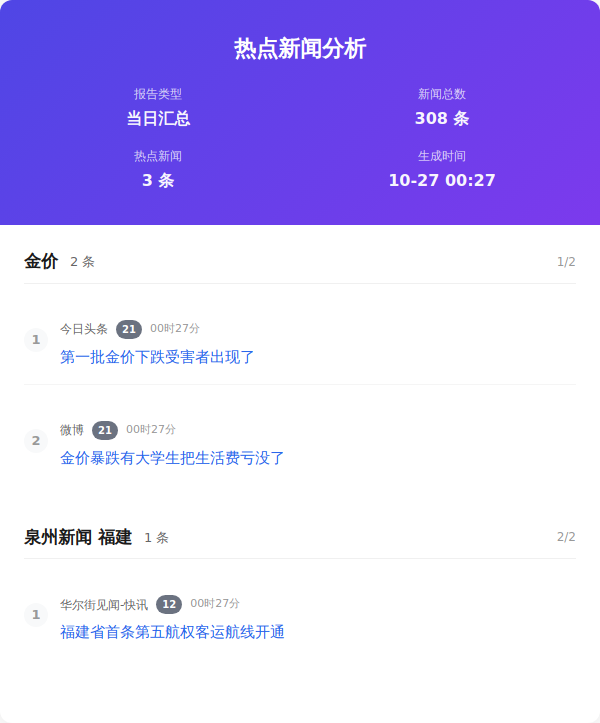 热点新闻分析
报告类型
当日汇总
新闻总数
308 条
热点新闻
3 条
生成时间
10-27 00:27
金价 2 条 1/2
1 今日头条 21 00时27分
第一批金价下跌受害者出现了
2 微博 21 00时27分
金价暴跌有大学生把生活费亏没了
泉州新闻 福建 1 条 2/2
1 华尔街见闻-快讯 12 00时27分
福建省首条第五航权客运航线开通